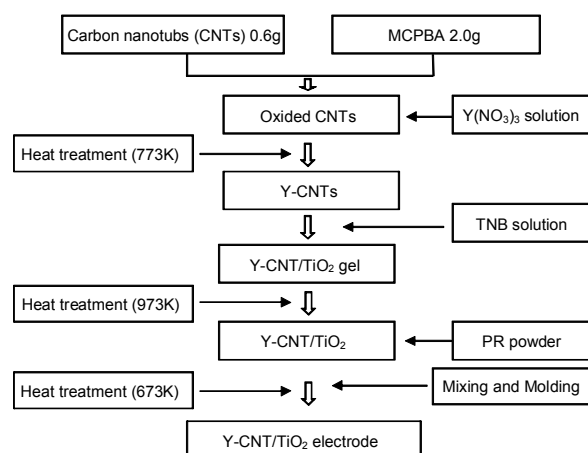 Carbon nanotubs (CNTs) 0.6g
MCPBA 2.0g
Oxided CNTs
Y(NO₃)₃ solution
Heat treatment (773K)
Y-CNTs
TNB solution
Y-CNT/TiO₂ gel
Heat treatment (973K)
Y-CNT/TiO₂
PR powder
Heat treatment (673K)
Mixing and Molding
Y-CNT/TiO₂ electrode